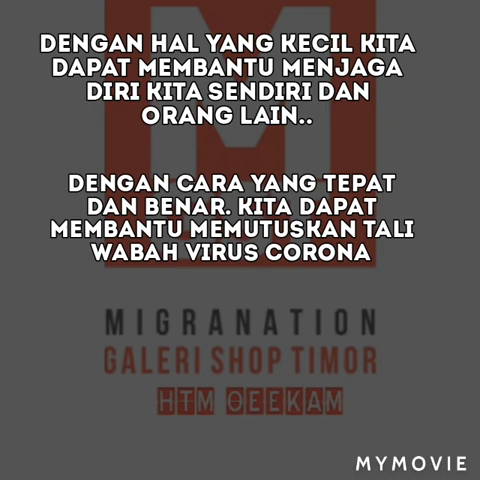 DENGAN HAL YANG KECIL KITA
DAPAT MEMBANTU MENJAGA
DIRI KITA SENDIRI DAN
ORANG LAIN..
DENGAN CARA YANG TEPAT
DAN BENAR. KITA DAPAT
MEMBANTU MEMUTUSKAN TALI
WABAH VIRUS CORONA
MIGRANATION
GALERI SHOP TIMOR
HTM OEEKAM
MYMOVIE